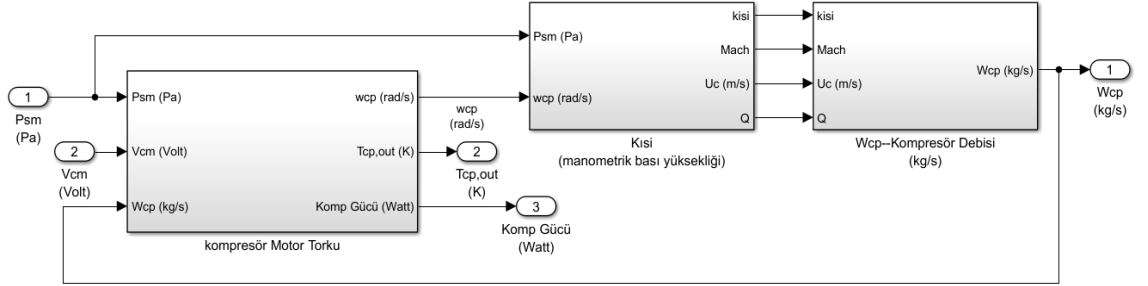 1
Psm
(Pa)
2
Vcm
(Volt)
Psm (Pa)
Vcm (Volt)
Wcp (kg/s)
wcp (rad/s)
Tcp,out (K)
Komp Gücü (Watt)
kompresör Motor Torku
wcp
(rad/s)
2
Tcp,out
(K)
3
Komp Gücü
(Watt)
Psm (Pa)
wcp (rad/s)
kisi
Mach
Uc (m/s)
Q
Kısi
(manometrik bası yüksekliği)
kisi
Mach
Uc (m/s)
Q
Wcp (kg/s)
Wcp--Kompresör Debisi
(kg/s)
1
Wcp
(kg/s)